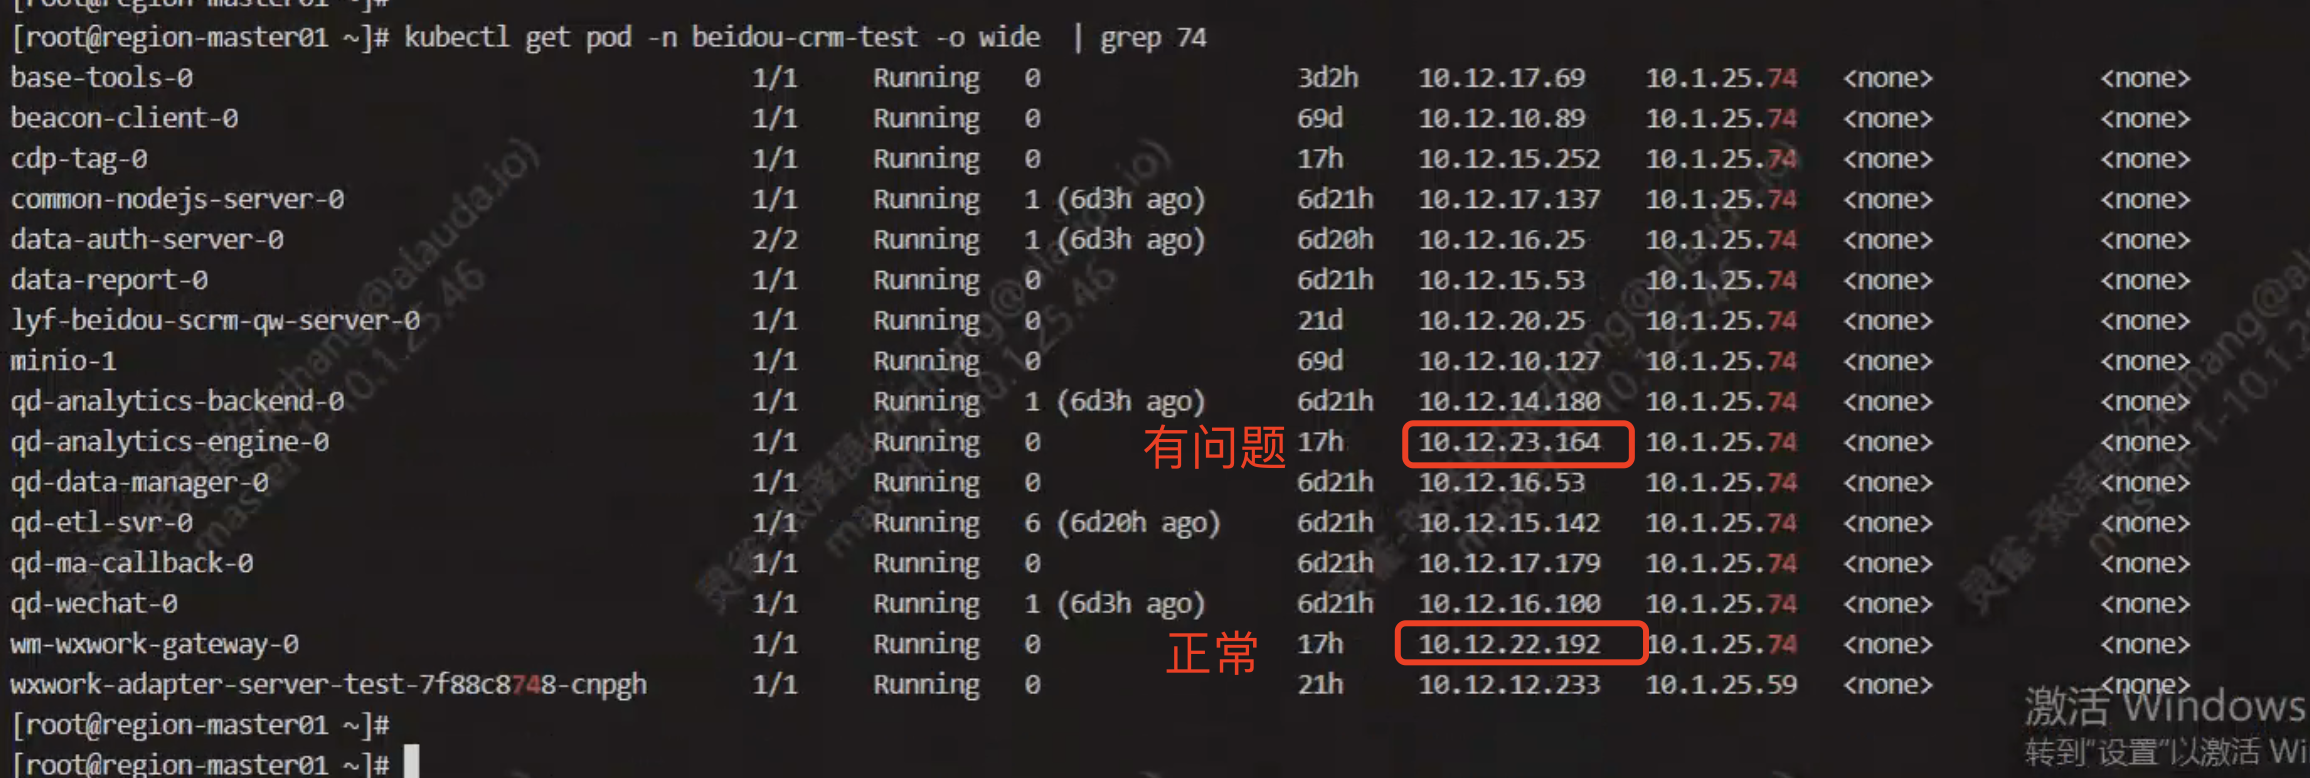 [root@region-master01 ~]#
[root@region-master01 ~]# kubectl get pod -n beidou-crm-test -o wide | grep 74
base-tools-0 1/1 Running 0 3d2h 10.12.17.69 10.1.25.74 <none> <none>
beacon-client-0 1/1 Running 0 69d 10.12.10.89 10.1.25.74 <none> <none>
cdp-tag-0 1/1 Running 0 17h 10.12.15.252 10.1.25.74 <none> <none>
common-nodejs-server-0 1/1 Running 1 (6d3h ago) 6d21h 10.12.17.137 10.1.25.74 <none> <none>
data-auth-server-0 2/2 Running 1 (6d3h ago) 6d20h 10.12.16.25 10.1.25.74 <none> <none>
data-report-0 1/1 Running 0 6d21h 10.12.15.53 10.1.25.74 <none> <none>
lyf-beidou-scrm-qw-server-0 1/1 Running 0 21d 10.12.20.25 10.1.25.74 <none> <none>
minio-1 1/1 Running 0 69d 10.12.10.127 10.1.25.74 <none> <none>
qd-analytics-backend-0 1/1 Running 1 (6d3h ago) 6d21h 10.12.14.180 10.1.25.74 <none> <none>
qd-analytics-engine-0 1/1 Running 0 有问题 17h 10.12.23.164 10.1.25.74 <none> <none>
qd-data-manager-0 1/1 Running 0 6d21h 10.12.16.53 10.1.25.74 <none> <none>
qd-etl-svr-0 1/1 Running 6 (6d20h ago) 6d21h 10.12.15.142 10.1.25.74 <none> <none>
qd-ma-callback-0 1/1 Running 0 6d21h 10.12.17.179 10.1.25.74 <none> <none>
qd-wechat-0 1/1 Running 1 (6d3h ago) 6d21h 10.12.16.100 10.1.25.74 <none> <none>
wm-wxwork-gateway-0 1/1 Running 0 正常 17h 10.12.22.192 10.1.25.74 <none> <none>
wxwork-adapter-server-test-7f88c8748-cnpgh 1/1 Running 0 21h 10.12.12.233 10.1.25.59 <none> <none>
[root@region-master01 ~]#
[root@region-master01 ~]#
激活 Windows
转到"设置"以激活 Wi